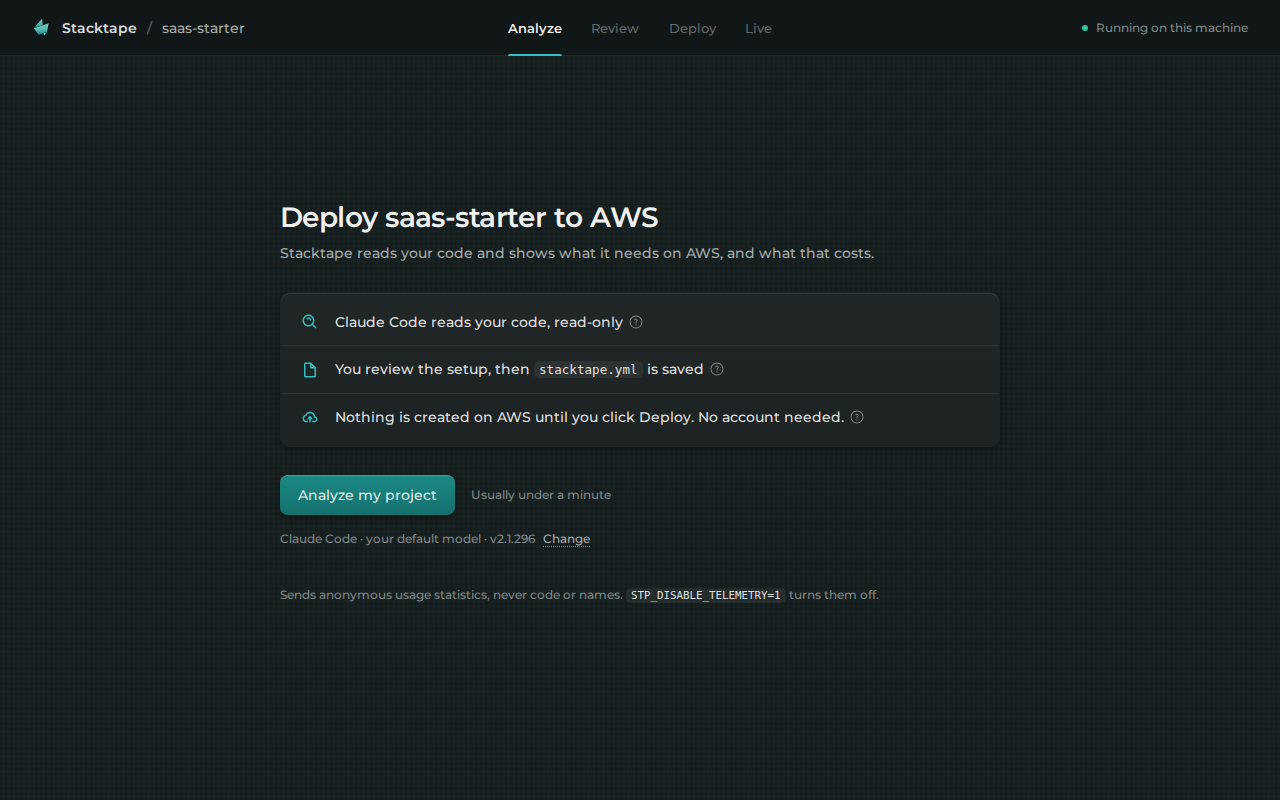 Stacktape / saas-starter
Analyze
Review
Deploy
Live
Running on this machine
Deploy saas-starter to AWS
Stacktape reads your code and shows what it needs on AWS, and what that costs.
Claude Code reads your code, read-only ?
You review the setup, then stacktape.yml is saved ?
Nothing is created on AWS until you click Deploy. No account needed. ?
Analyze my project
Usually under a minute
Claude Code · your default model · v2.1.296 Change
Sends anonymous usage statistics, never code or names. STP_DISABLE_TELEMETRY=1 turns them off.